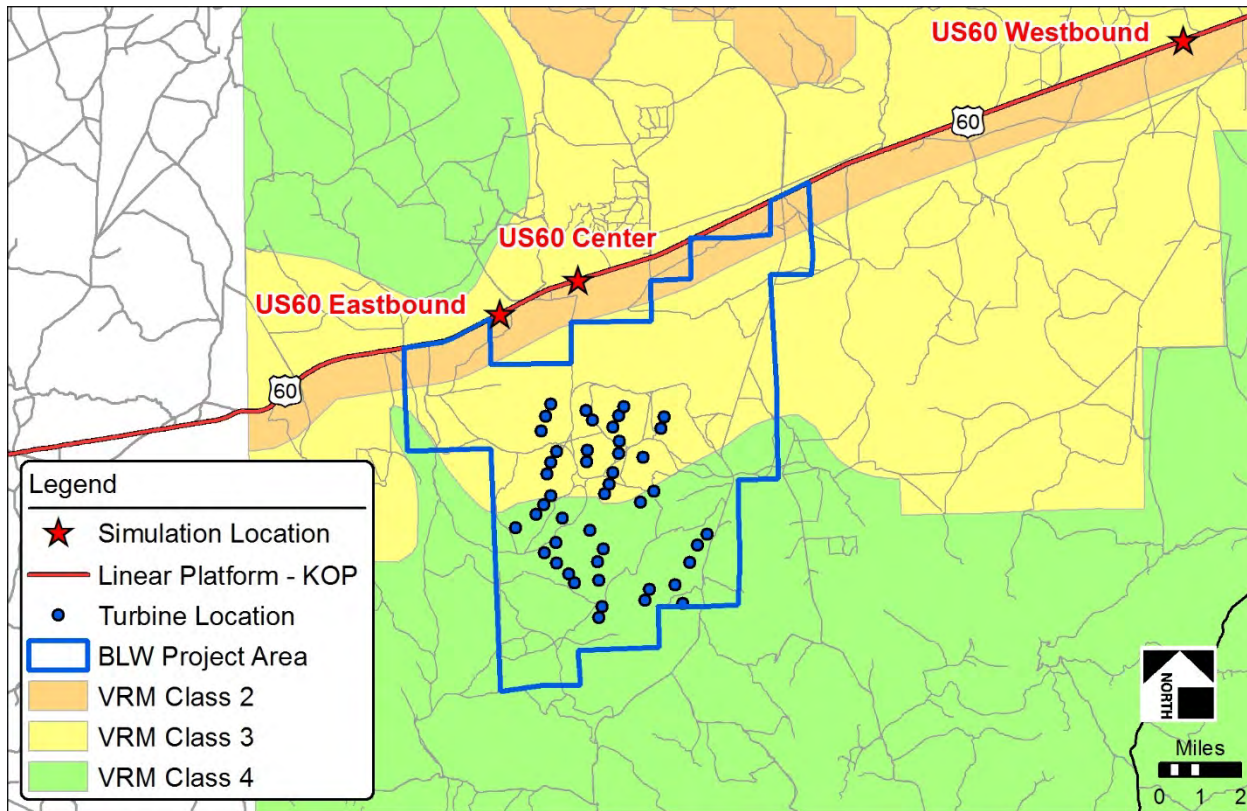 US60 Westbound
60
US60 Center
US60 Eastbound
60
Legend
Simulation Location
Linear Platform - KOP
Turbine Location
BLW Project Area
VRM Class 2
VRM Class 3
VRM Class 4
NORTH
Miles
0 1 2